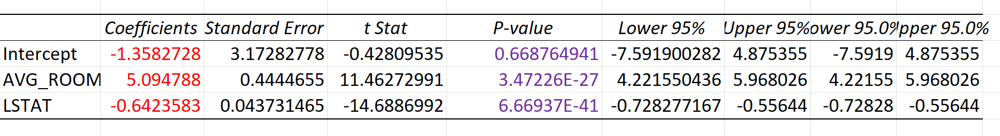 Coefficients Standard Error t Stat P-value Lower 95% Upper 95% ower 95.0% pper 95.0%
Intercept -1.3582728 3.17282778 -0.42809535 0.668764941 -7.591900282 4.875355 -7.5919 4.875355
AVG_ROOM 5.094788 0.4444655 11.46272991 3.47226E-27 4.221550436 5.968026 4.22155 5.968026
LSTAT -0.6423583 0.043731465 -14.6886992 6.66937E-41 -0.728277167 -0.55644 -0.72828 -0.55644